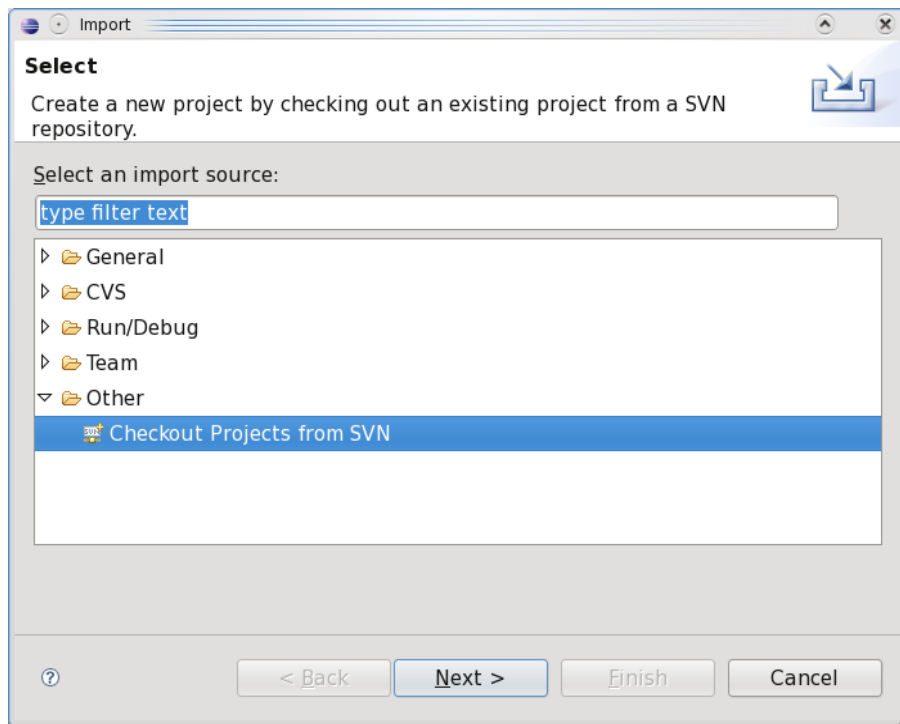 Import
Select
Create a new project by checking out an existing project from a SVN
repository.
Select an import source:
type filter text
General
CVS
Run/Debug
Team
Other
Checkout Projects from SVN
< Back Next > Finish Cancel